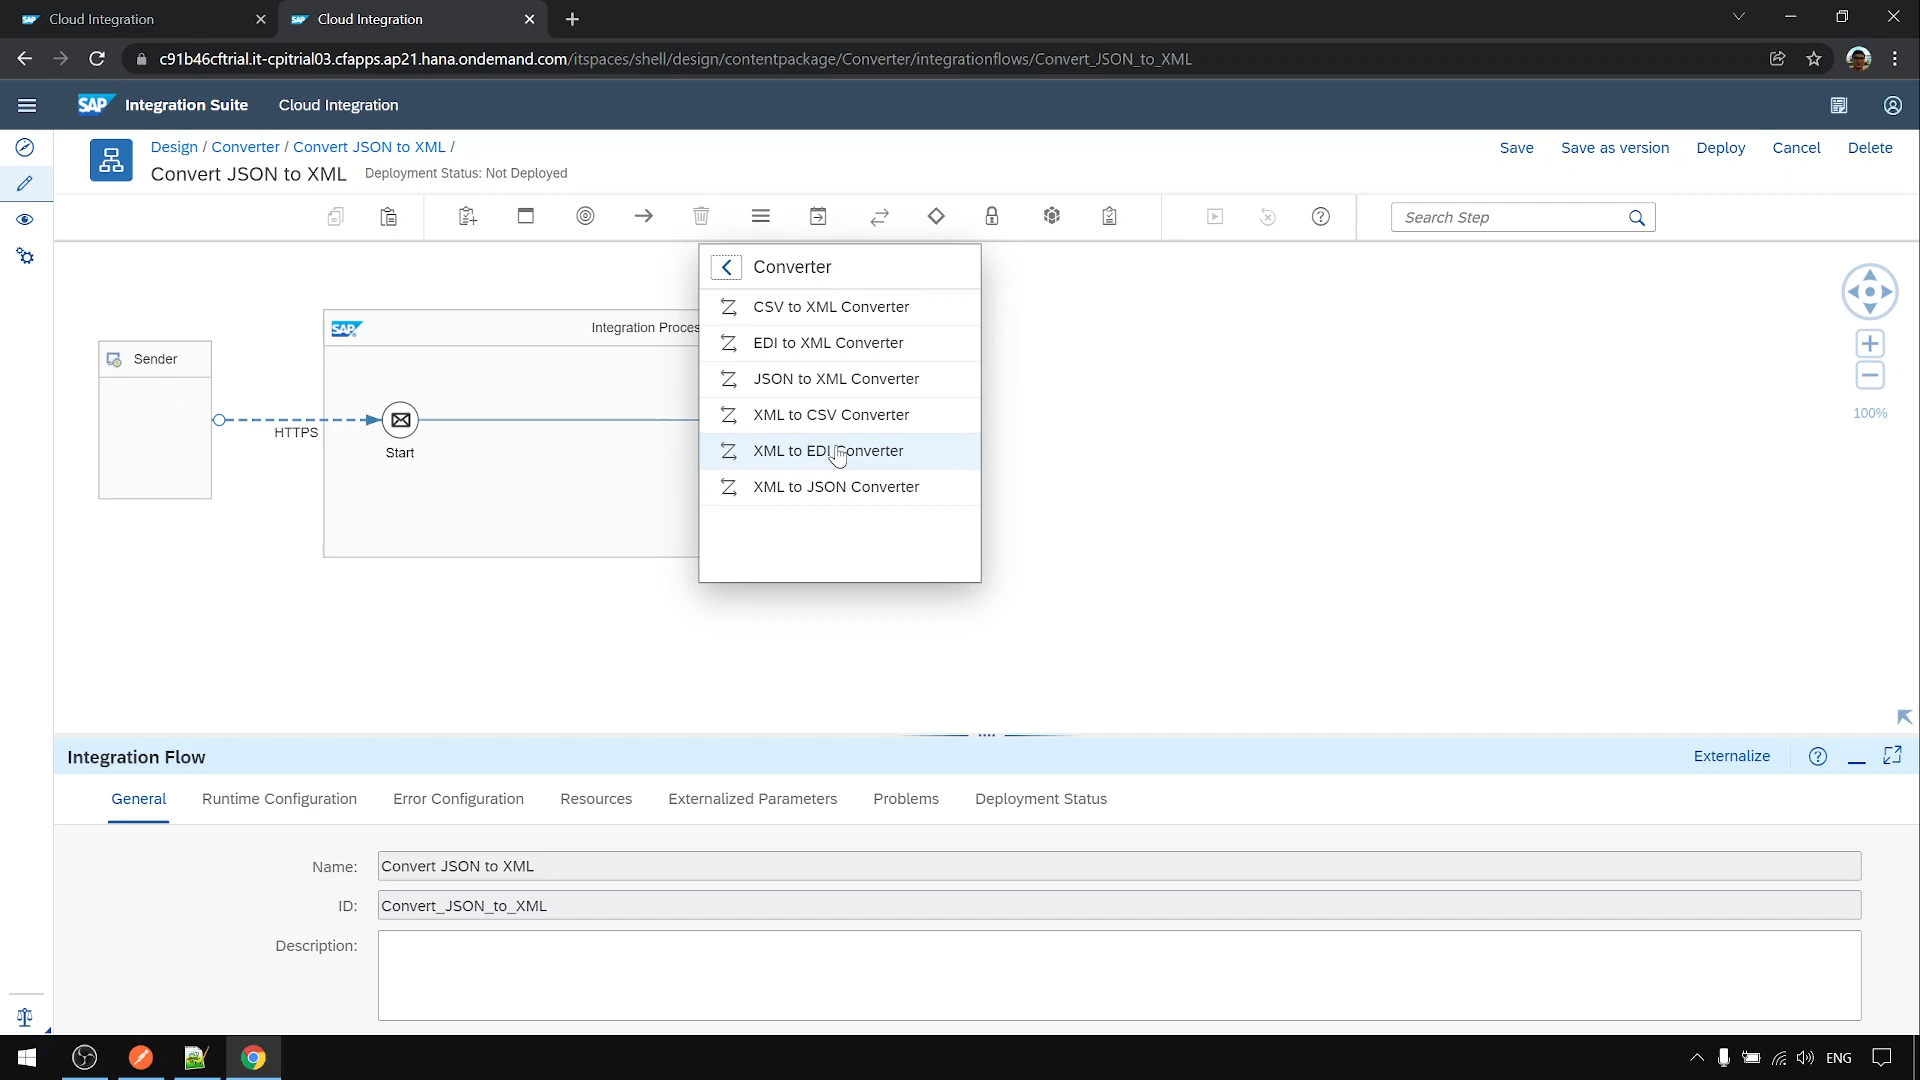 Cloud Integration
Cloud Integration
c91b46cftrial.it-cpitrial03.cfapps.ap21.hana.ondemand.com/itspaces/shell/design/contentpackage/Converter/integrationflows/Convert_JSON_to_XML
SAP Integration Suite Cloud Integration
Design / Converter / Convert JSON to XML /
Convert JSON to XML Deployment Status: Not Deployed
Save Save as version Deploy Cancel Delete
Search Step
Converter
CSV to XML Converter
EDI to XML Converter
JSON to XML Converter
XML to CSV Converter
XML to EDI Converter
XML to JSON Converter
SAP Integration Proces
Sender
HTTPS
Start
100%
Integration Flow
Externalize
General Runtime Configuration Error Configuration Resources Externalized Parameters Problems Deployment Status
Name: Convert JSON to XML
ID: Convert_JSON_to_XML
Description:
ENG